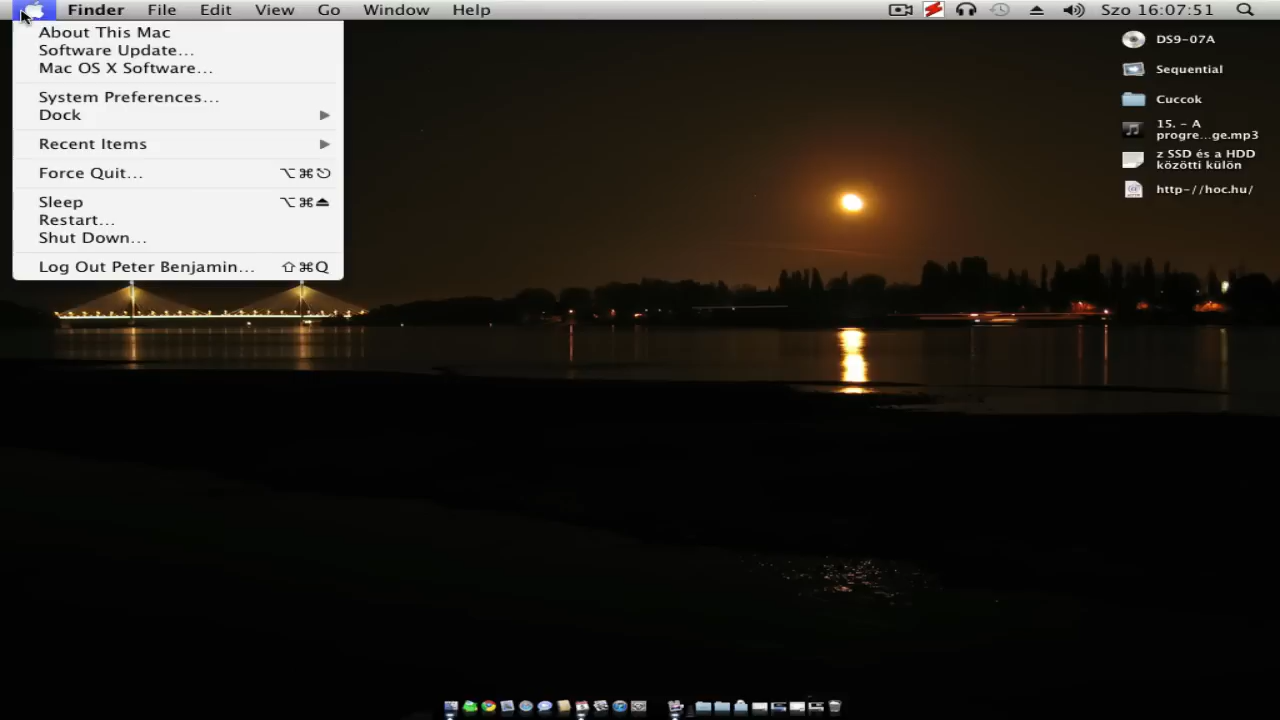 Finder File Edit View Go Window Help Szo 16:07:51
About This Mac
Software Update...
Mac OS X Software...
System Preferences...
Dock
Recent Items
Force Quit... ⌥⌘⎋
Sleep ⌥⌘⏏
Restart...
Shut Down...
Log Out Peter Benjamin... ⇧⌘Q
DS9-07A
Sequential
Cuccok
15. - A
progre...ge.mp3
z SSD és a HDD
közötti külön
http-//hoc.hu/